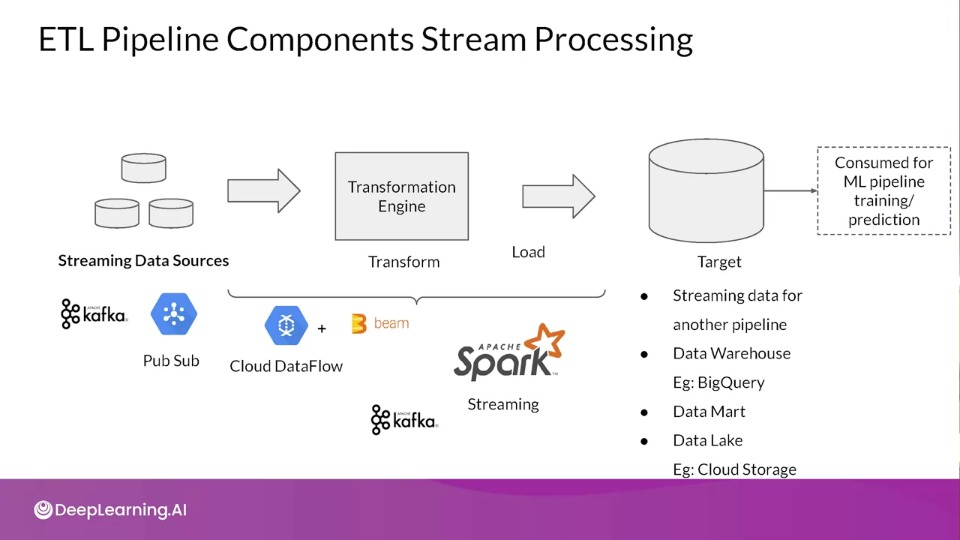 ETL Pipeline Components Stream Processing
Streaming Data Sources
Transformation
Engine
Transform
Load
Target
Consumed for
ML pipeline
training/
prediction
APACHE
kafka®
Pub Sub
Cloud DataFlow
+
beam
APACHE
Spark™
Streaming
APACHE
kafka®
• Streaming data for
another pipeline
• Data Warehouse
Eg: BigQuery
• Data Mart
• Data Lake
Eg: Cloud Storage
DeepLearning.AI